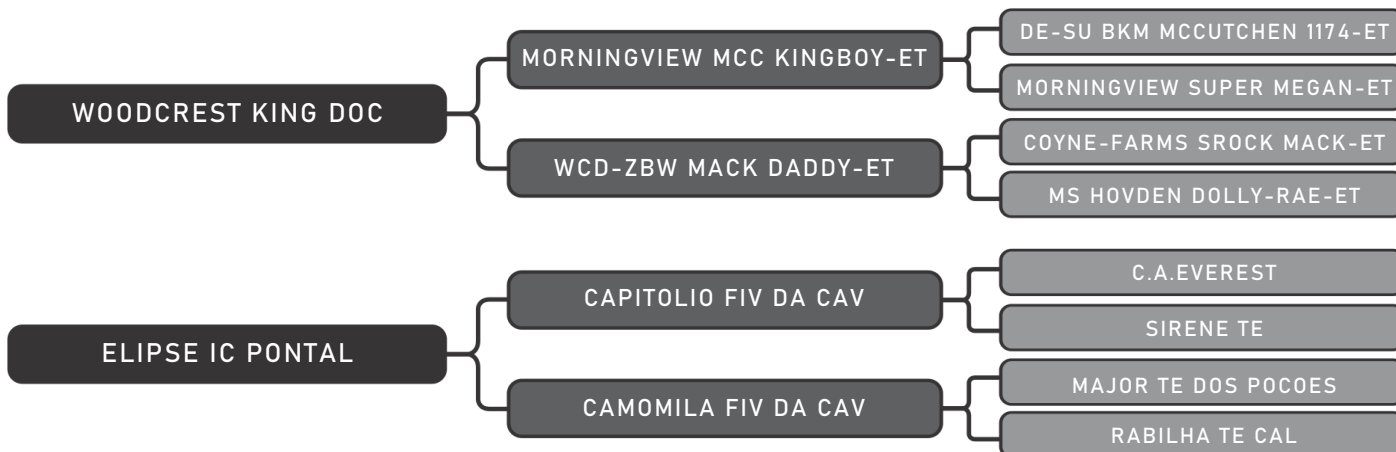 WOODCREST KING DOC
MORNINGVIEW MCC KINGBOY-ET
DE-SU BKM MCCUTCHEN 1174-ET
MORNINGVIEW SUPER MEGAN-ET
WCD-ZBW MACK DADDY-ET
COYNE-FARMS SROCK MACK-ET
MS HOVDEN DOLLY-RAE-ET
ELIPSE IC PONTAL
CAPITOLIO FIV DA CAV
C.A.EVEREST
SIRENE TE
CAMOMILA FIV DA CAV
MAJOR TE DOS POCOES
RABILHA TE CAL